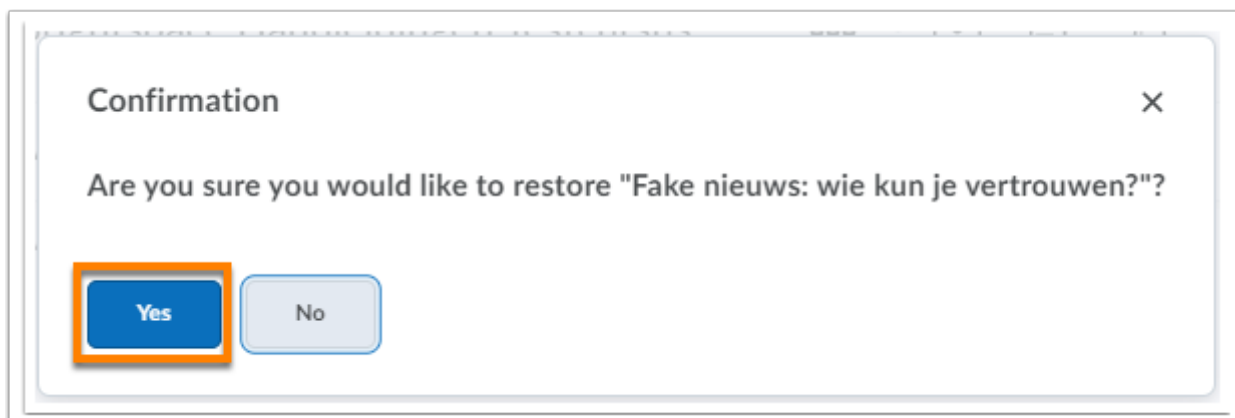 Confirmation
Are you sure you would like to restore "Fake nieuws: wie kun je vertrouwen?"?
Yes
No